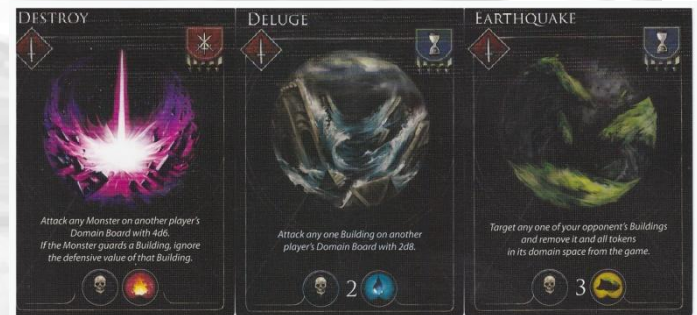 DESTROY
Attack any Monster on another player's
Domain Board with 4d6.
If the Monster guards a Building, ignore
the defensive value of that Building.
DELUGE
Attack any one Building on another
player's Domain Board with 2d8.
2
EARTHQUAKE
Target any one of your opponent's Buildings
and remove it and all tokens
in its domain space from the game.
3